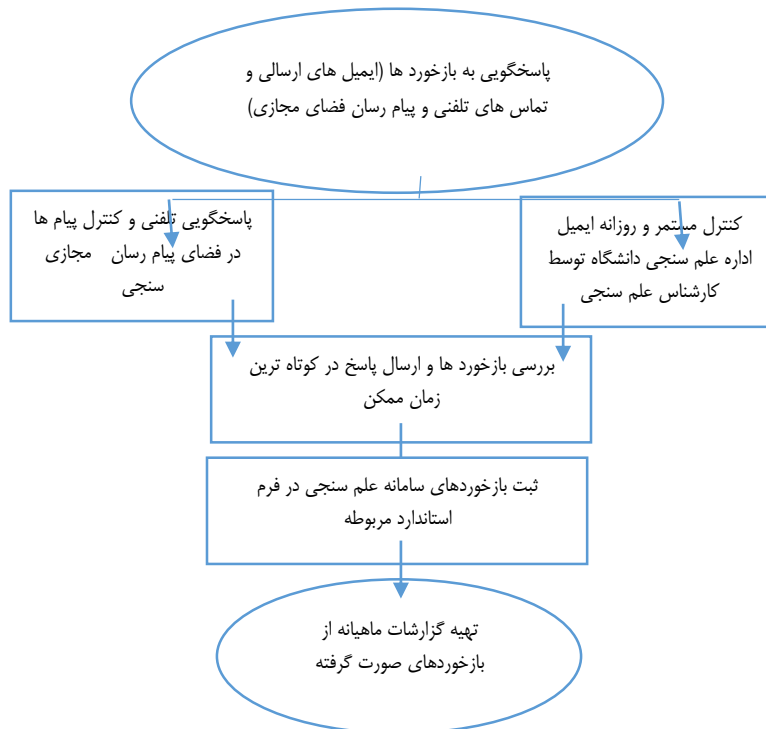 پاسخگویی به بازخورد ها (ایمیل های ارسالی و
تماس های تلفنی و پیام رسان فضای مجازی)
کنترل مستمر و روزانه ایمیل
اداره علم سنجی دانشگاه توسط
کارشناس علم سنجی
پاسخگویی تلفنی و کنترل پیام ها
در فضای پیام رسان مجازی
سنجی
بررسی بازخورد ها و ارسال پاسخ در کوتاه ترین
زمان ممکن
ثبت بازخوردهای سامانه علم سنجی در فرم
استاندارد مربوطه
تهیه گزارشات ماهیانه از
بازخوردهای صورت گرفته